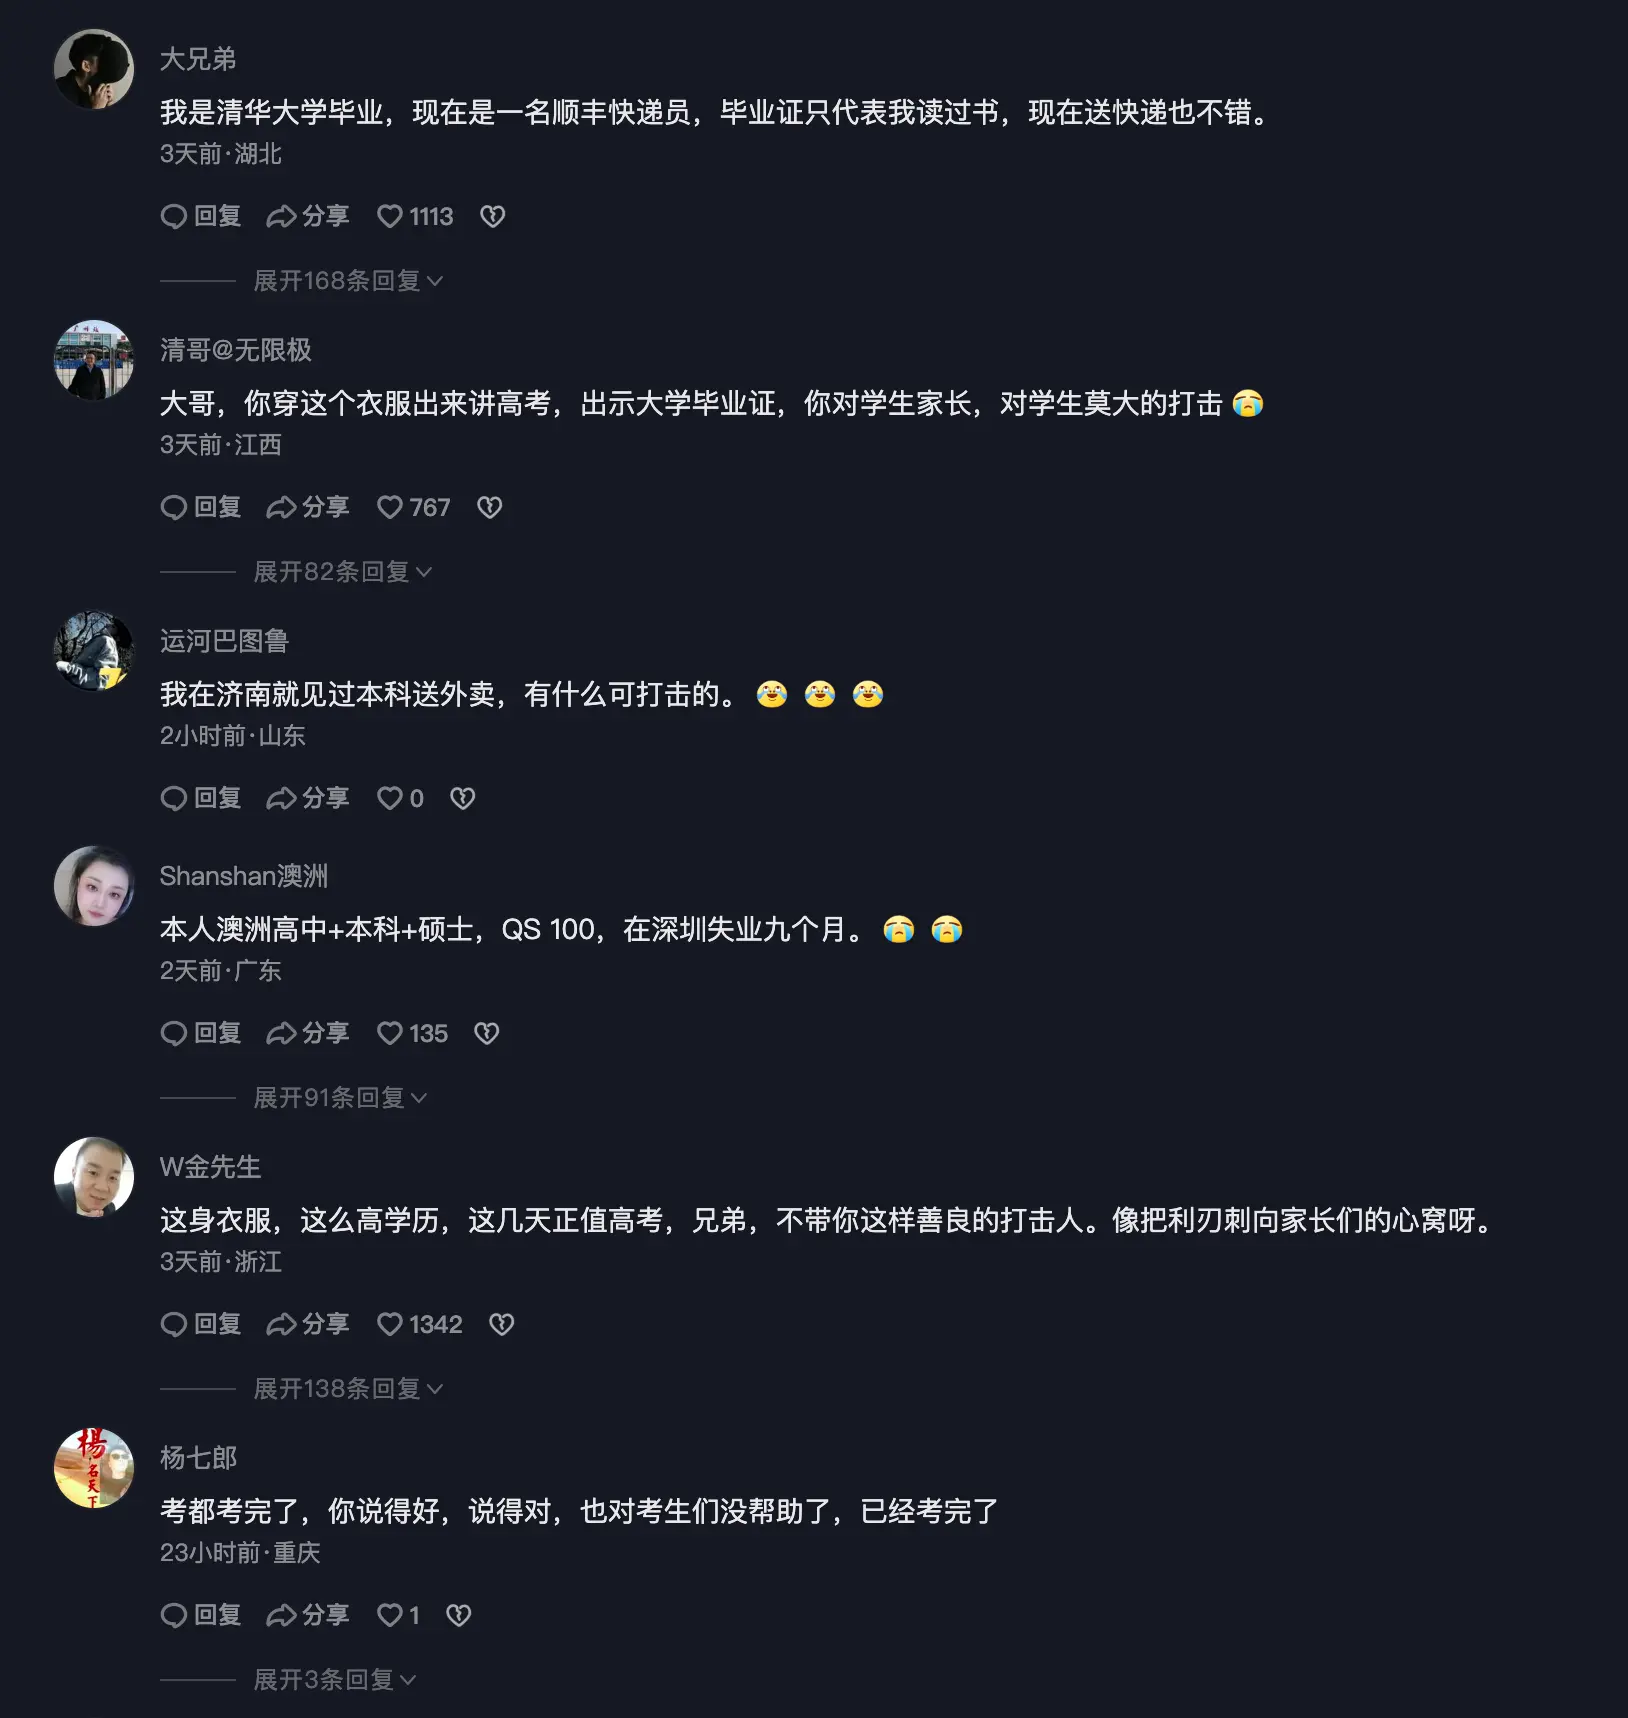 大兄弟
我是清华大学毕业，现在是一名顺丰快递员，毕业证只代表我读过书，现在送快递也不错。
3天前·湖北
回复 分享 1113
展开168条回复
清哥@无限极
大哥，你穿这个衣服出来讲高考，出示大学毕业证，你对学生家长，对学生莫大的打击😭
3天前·江西
回复 分享 767
展开82条回复
运河巴图鲁
我在济南就见过本科送外卖，有什么可打击的。😂😂😂
2小时前·山东
回复 分享 0
Shanshan澳洲
本人澳洲高中+本科+硕士，QS 100，在深圳失业九个月。😭😭
2天前·广东
回复 分享 135
展开91条回复
W金先生
这身衣服，这么高学历，这几天正值高考，兄弟，不带你这样善良的打击人。像把利刃刺向家长们的心窝呀。
3天前·浙江
回复 分享 1342
展开138条回复
楊
名天下
杨七郎
考都考完了，你说得好，说得对，也对考生们没帮助了，已经考完了
23小时前·重庆
回复 分享 1
展开3条回复